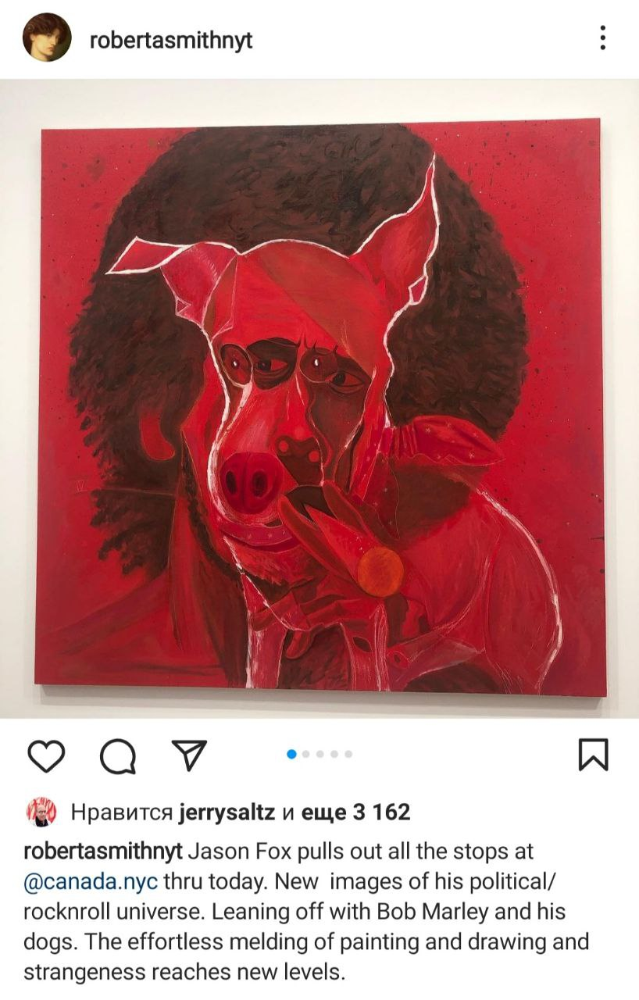 robertasmithnyt
Нравится jerrysaltz и еще 3 162
robertasmithnyt Jason Fox pulls out all the stops at
@canada.nyc thru today. New  images of his political/
rocknroll universe. Leaning off with Bob Marley and his
dogs. The effortless melding of painting and drawing and
strangeness reaches new levels.